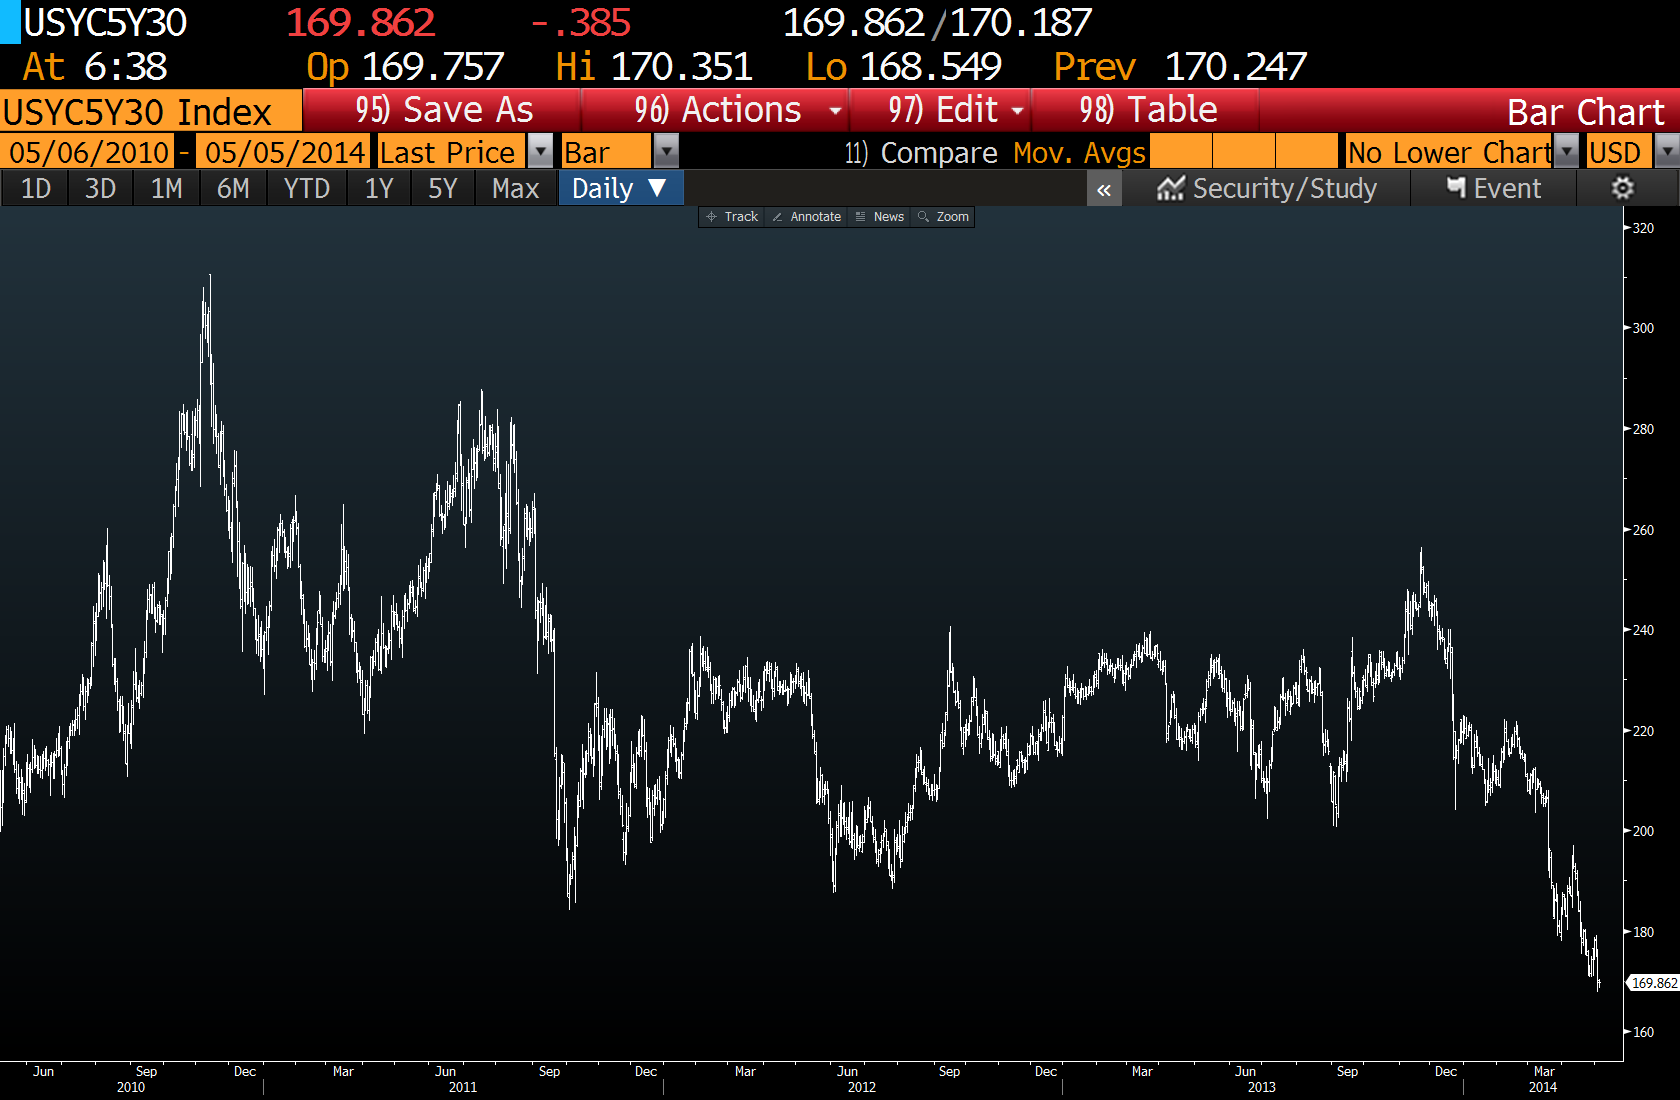 USYC5Y30 169.862 -.385 169.862/170.187
At 6:38 Op 169.757 Hi 170.351 Lo 168.549 Prev 170.247
USYC5Y30 Index 95) Save As 96) Actions 97) Edit 98) Table Bar Chart
05/06/2010 - 05/05/2014 Last Price Bar 11) Compare Mov. Avgs No Lower Chart USD
1D 3D 1M 6M YTD 1Y 5Y Max Daily ▼ « Security/Study Event
Track Annotate News Zoom
320
300
280
260
240
220
200
180
169.862
160
Jun Sep Dec Mar Jun Sep Dec Mar Jun Sep Dec Mar Jun Sep Dec Mar
2010 2011 2012 2013 2014